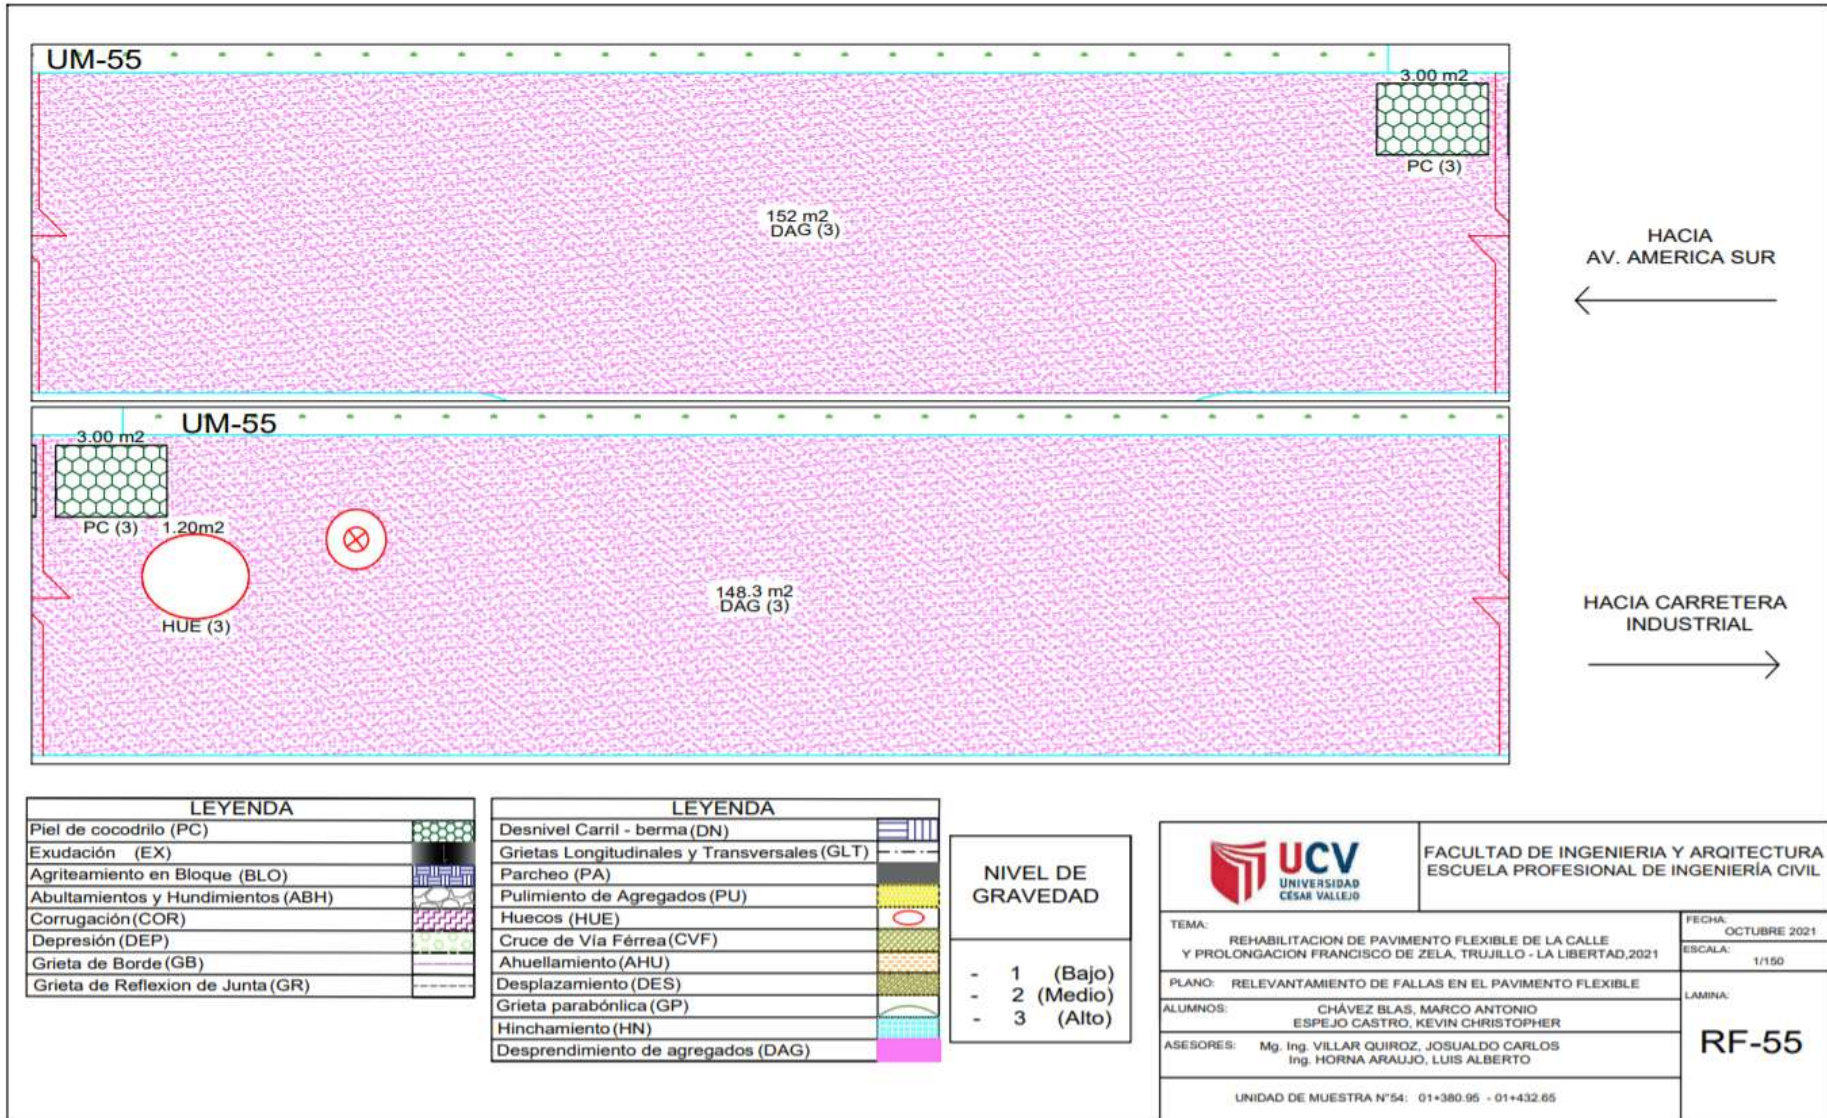 UM-55
3.00 m2
PC (3)
152 m2
DAG (3)
HACIA
AV. AMERICA SUR
UM-55
3.00 m2
PC (3)
1.20m2
HUE (3)
148.3 m2
DAG (3)
HACIA CARRETERA
INDUSTRIAL
LEYENDA
Piel de cocodrilo (PC)
Exudación (EX)
Agriteamiento en Bloque (BLO)
Abultamientos y Hundimientos (ABH)
Corrugación (COR)
Depresión (DEP)
Grieta de Borde (GB)
Grieta de Reflexion de Junta (GR)
LEYENDA
Desnivel Carril - berma (DN)
Grietas Longitudinales y Transversales (GLT)
Parcheo (PA)
Pulimiento de Agregados (PU)
Huecos (HUE)
Cruce de Vía Férrea (CVF)
Ahuellamiento (AHU)
Desplazamiento (DES)
Grieta parabónlica (GP)
Hinchamiento (HN)
Desprendimiento de agregados (DAG)
NIVEL DE
GRAVEDAD
- 1 (Bajo)
- 2 (Medio)
- 3 (Alto)
UCV
UNIVERSIDAD
CÉSAR VALLEJO
FACULTAD DE INGENIERIA Y ARQITECTURA
ESCUELA PROFESIONAL DE INGENIERÍA CIVIL
TEMA:
REHABILITACION DE PAVIMENTO FLEXIBLE DE LA CALLE
Y PROLONGACION FRANCISCO DE ZELA, TRUJILLO - LA LIBERTAD,2021
FECHA:
OCTUBRE 2021
ESCALA:
1/150
PLANO: RELEVANTAMIENTO DE FALLAS EN EL PAVIMENTO FLEXIBLE
ALUMNOS: CHÁVEZ BLAS, MARCO ANTONIO
ESPEJO CASTRO, KEVIN CHRISTOPHER
ASESORES: Mg. Ing. VILLAR QUIROZ, JOSUALDO CARLOS
Ing. HORNA ARAUJO, LUIS ALBERTO
LAMINA:
RF-55
UNIDAD DE MUESTRA N°54: 01+380.95 - 01+432.65